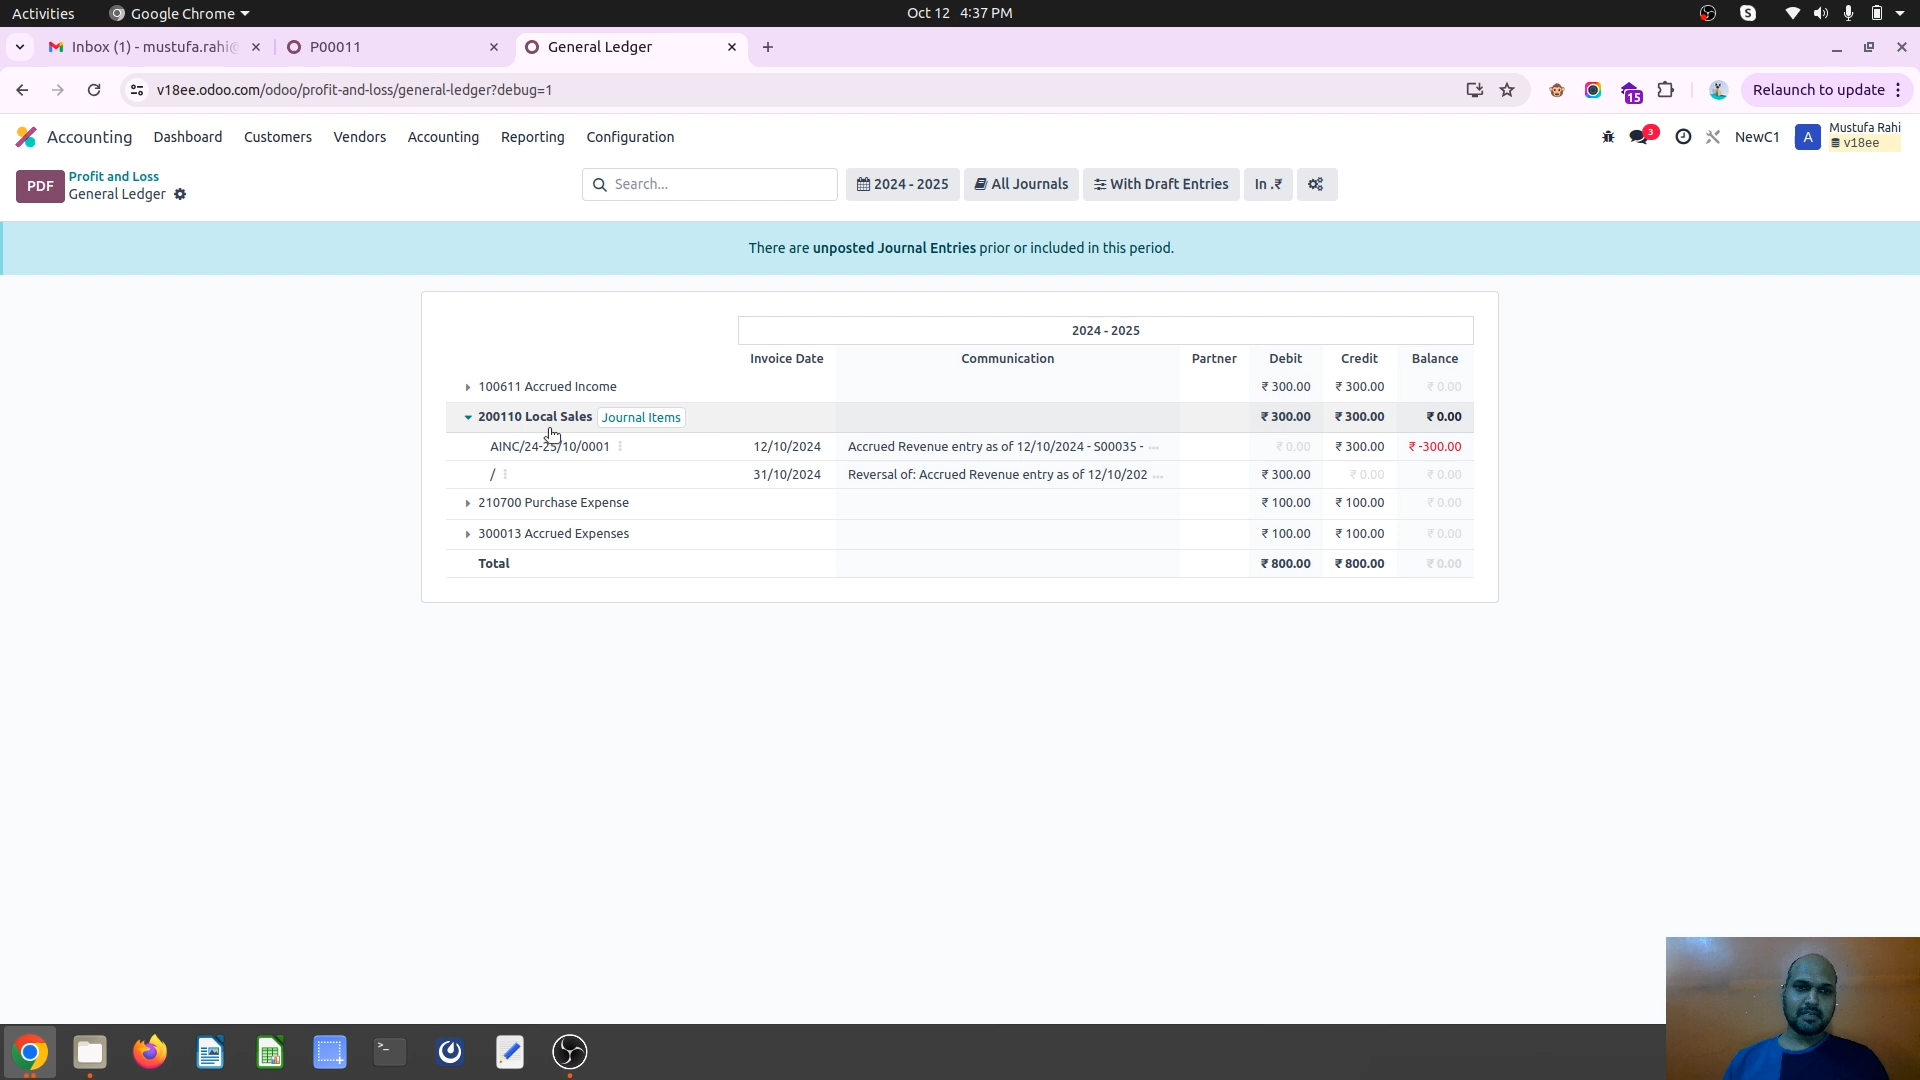 Activities
Google Chrome
Oct 12 4:37 PM
S
Inbox (1) - mustufa.rahi@
P00011
General Ledger
v18ee.odoo.com/odoo/profit-and-loss/general-ledger?debug=1
15
Relaunch to update
Accounting
Dashboard
Customers
Vendors
Accounting
Reporting
Configuration
3
NewC1
A
Mustufa Rahi
v18ee
PDF
Profit and Loss
General Ledger
Search...
2024 - 2025
All Journals
With Draft Entries
In .₹
There are unposted Journal Entries prior or included in this period.
2024 - 2025
Invoice Date Communication Partner Debit Credit Balance
100611 Accrued Income ₹ 300.00 ₹ 300.00 ₹ 0.00
200110 Local Sales Journal Items ₹ 300.00 ₹ 300.00 ₹ 0.00
AINC/24-25/10/0001 12/10/2024 Accrued Revenue entry as of 12/10/2024 - S00035 - ... ₹ 0.00 ₹ 300.00 ₹ -300.00
/ 31/10/2024 Reversal of: Accrued Revenue entry as of 12/10/202 ... ₹ 300.00 ₹ 0.00 ₹ 0.00
210700 Purchase Expense ₹ 100.00 ₹ 100.00 ₹ 0.00
300013 Accrued Expenses ₹ 100.00 ₹ 100.00 ₹ 0.00
Total ₹ 800.00 ₹ 800.00 ₹ 0.00